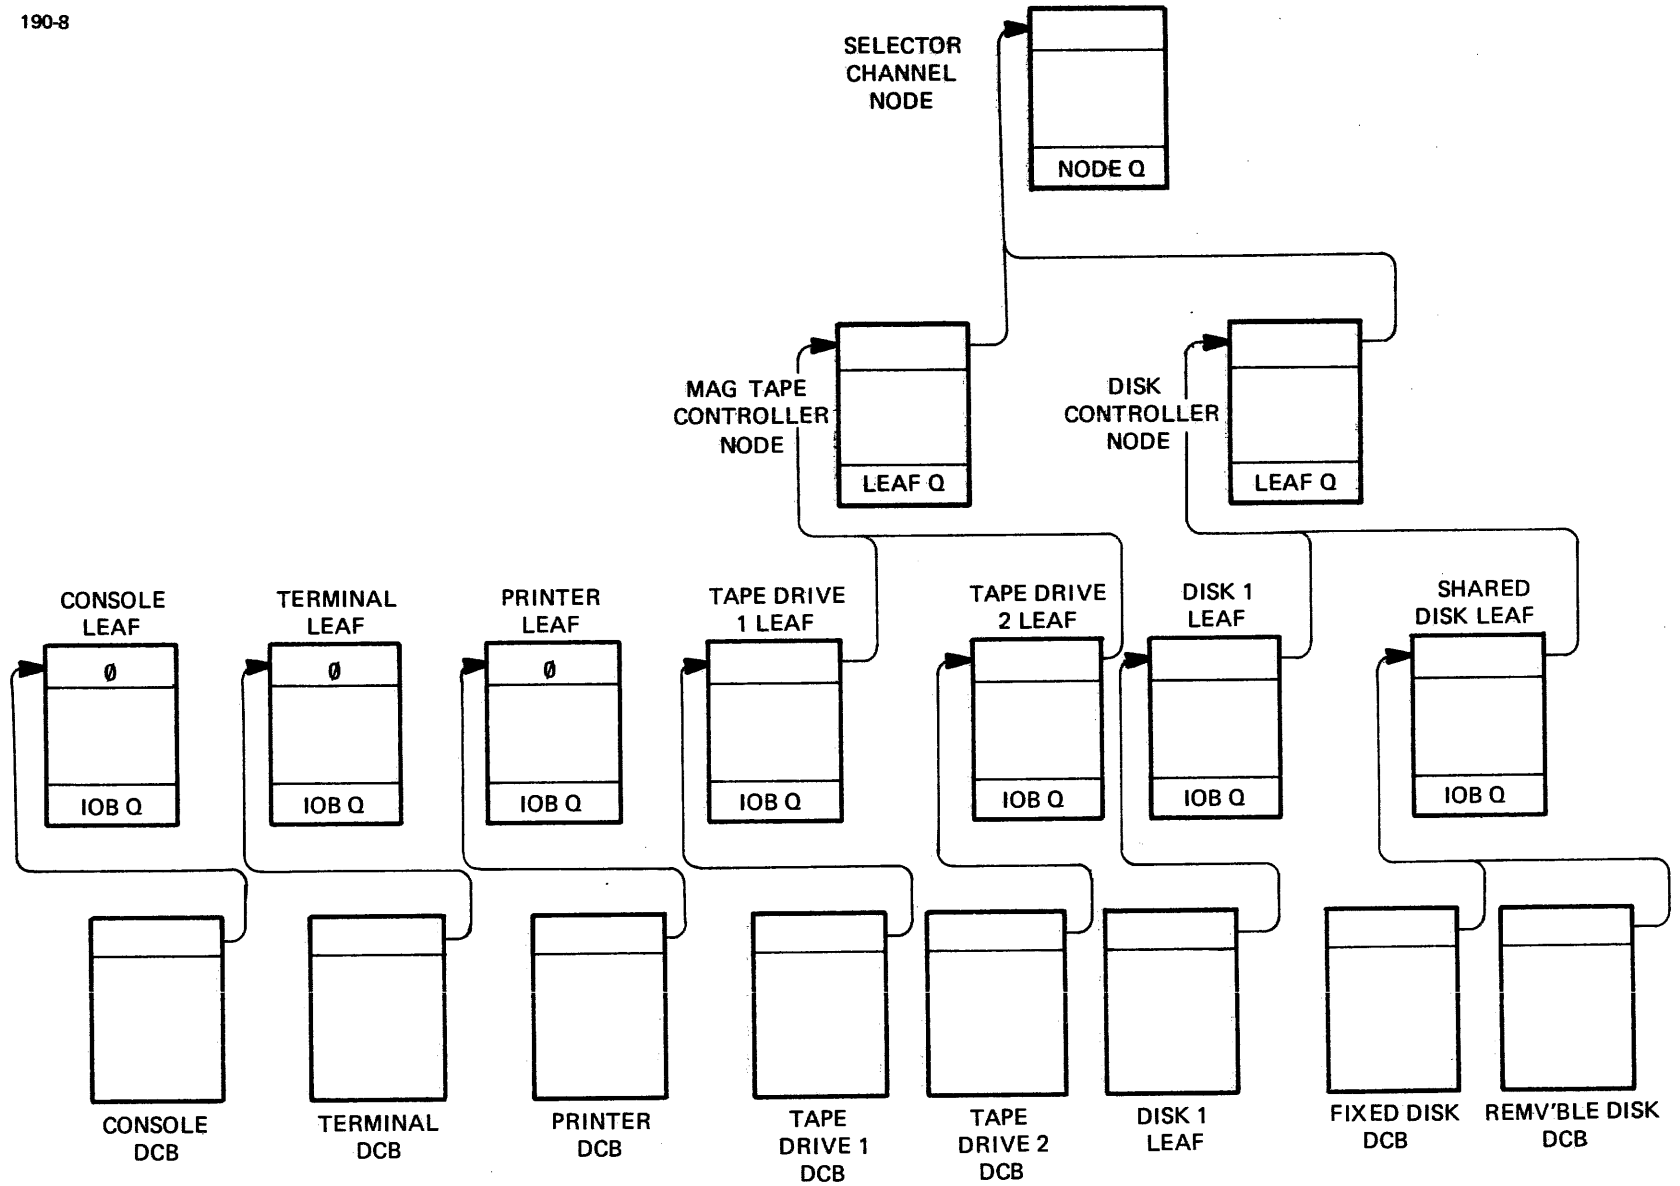 190-8
SELECTOR
CHANNEL
NODE
NODE Q
MAG TAPE
CONTROLLER
NODE
LEAF Q
DISK
CONTROLLER
NODE
LEAF Q
CONSOLE
LEAF
Ø
IOB Q
TERMINAL
LEAF
Ø
IOB Q
PRINTER
LEAF
Ø
IOB Q
TAPE DRIVE
1 LEAF
IOB Q
TAPE DRIVE
2 LEAF
IOB Q
DISK 1
LEAF
IOB Q
SHARED
DISK LEAF
IOB Q
CONSOLE
DCB
TERMINAL
DCB
PRINTER
DCB
TAPE
DRIVE 1
DCB
TAPE
DRIVE 2
DCB
DISK 1
LEAF
FIXED DISK
DCB
REMV'BLE DISK
DCB